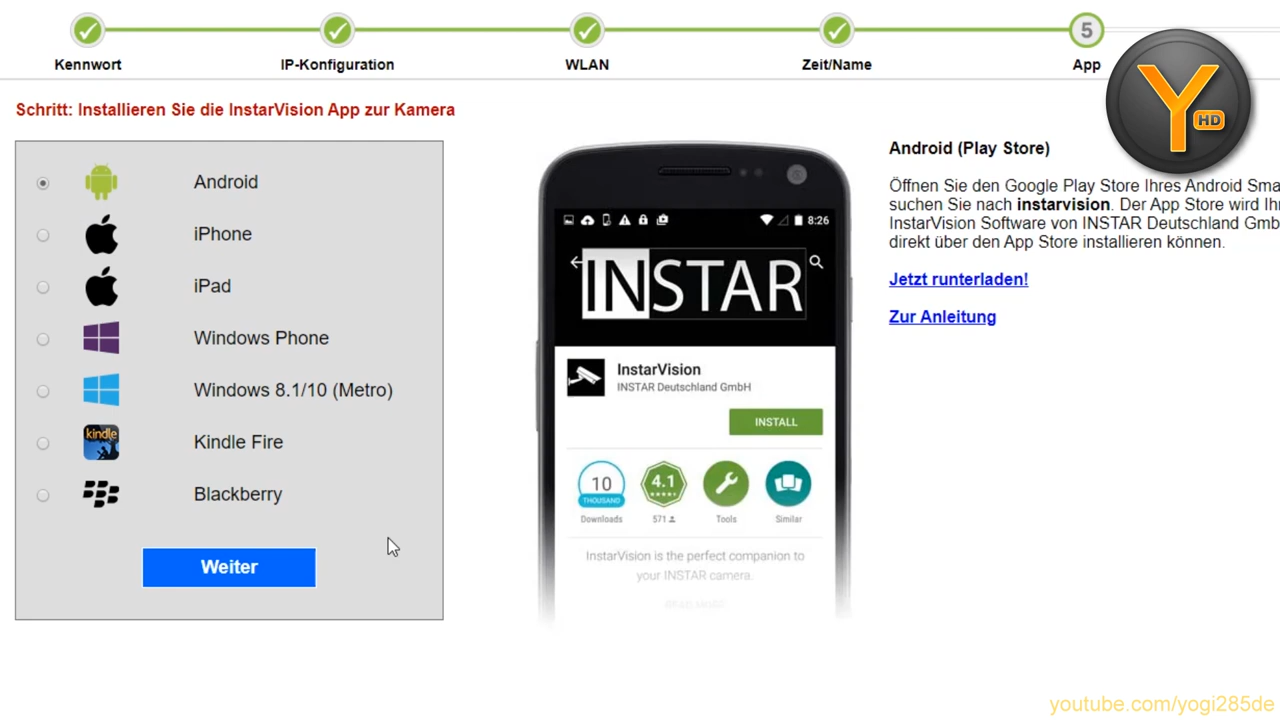 5
Kennwort
IP-Konfiguration
WLAN
Zeit/Name
App
Y HD
Schritt: Installieren Sie die InstarVision App zur Kamera
Android
iPhone
iPad
Windows Phone
Windows 8.1/10 (Metro)
kindle
Kindle Fire
Blackberry
Weiter
8:26
INSTAR
InstarVision
INSTAR Deutschland GmbH
INSTALL
10
THOUSAND
4.1
Downloads
571
Tools
Similar
InstarVision is the perfect companion to
your INSTAR camera.
READ MORE
Android (Play Store)
Öffnen Sie den Google Play Store Ihres Android Sma
suchen Sie nach instarvision. Der App Store wird Ih
InstarVision Software von INSTAR Deutschland Gmb
direkt über den App Store installieren können.
Jetzt runterladen!
Zur Anleitung
youtube.com/yogi285de